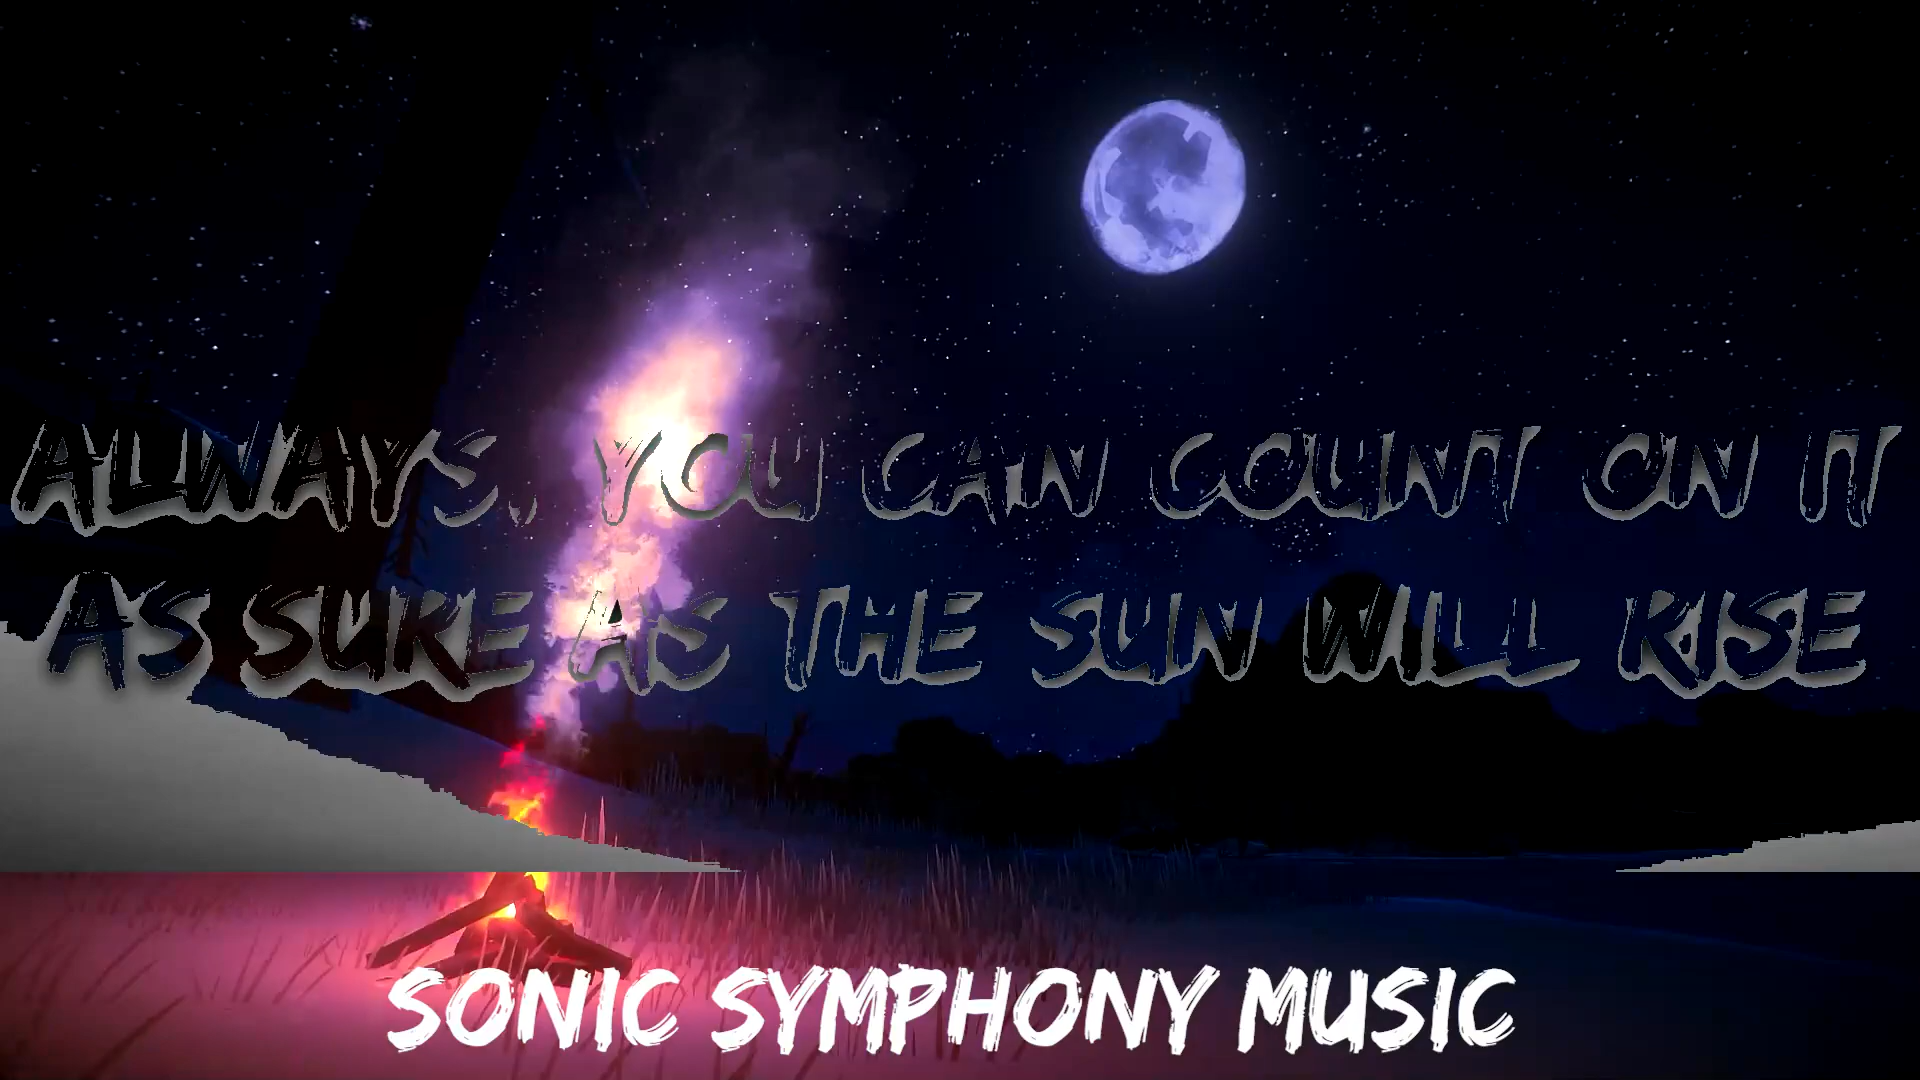 ALWAYS, YOU CAN COUNT ON IT
AS SURE AS THE SUN WILL RISE
SONIC SYMPHONY MUSIC